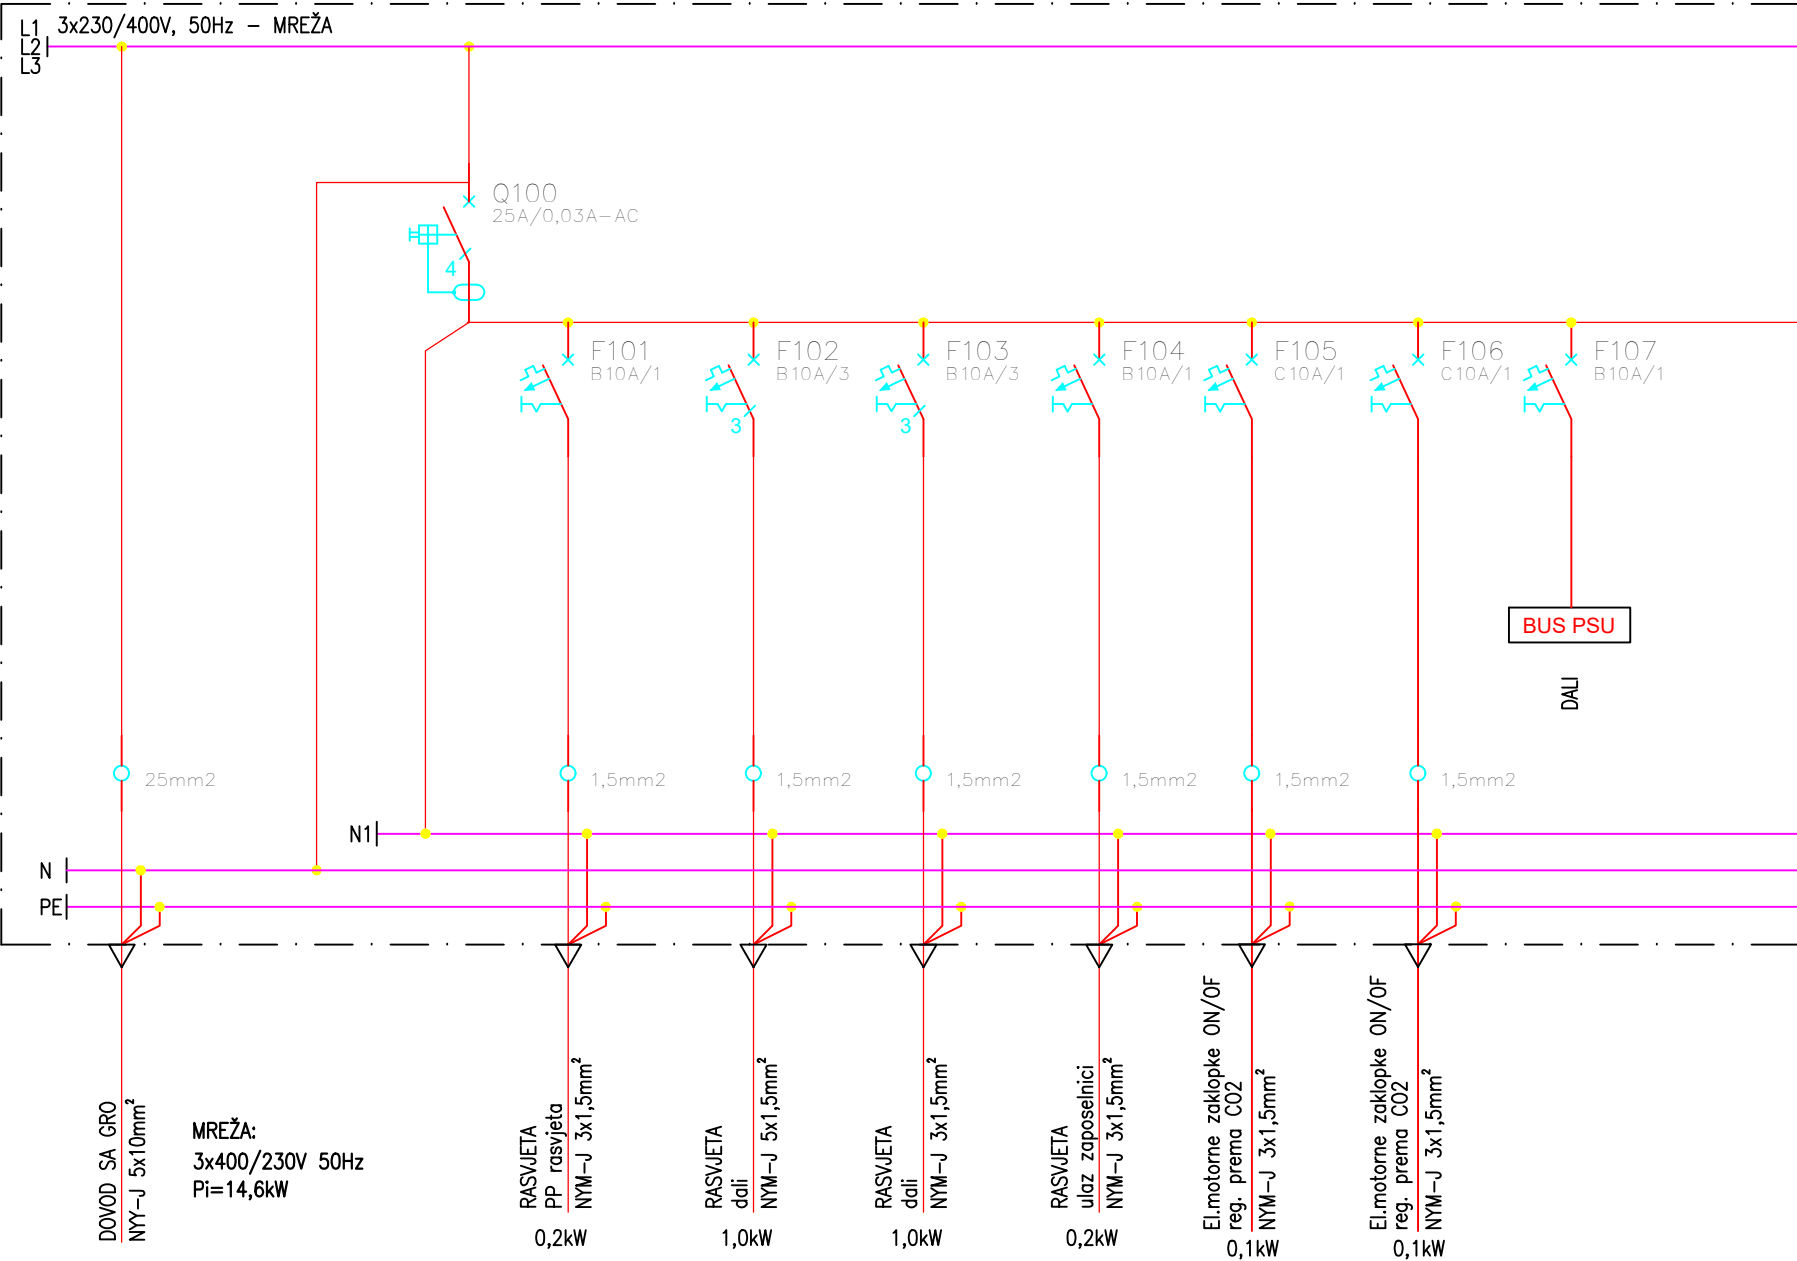 L1
L2
L3
3x230/400V, 50Hz – MREŽA
Q100
25A/0,03A–AC
4
F101
B10A/1
F102
B10A/3
3
F103
B10A/3
3
F104
B10A/1
F105
C10A/1
F106
C10A/1
F107
B10A/1
BUS PSU
DALI
25mm2
1,5mm2
1,5mm2
1,5mm2
1,5mm2
1,5mm2
1,5mm2
N1
N
PE
DOVOD SA GRO
NYY–J 5x10mm²
MREŽA:
3x400/230V 50Hz
Pi=14,6kW
RASVJETA
PP rasvjeta
NYM–J 3x1,5mm²
0,2kW
RASVJETA
dali
NYM–J 5x1,5mm²
1,0kW
RASVJETA
dali
NYM–J 3x1,5mm²
1,0kW
RASVJETA
ulaz zaposelnici
NYM–J 3x1,5mm²
0,2kW
El.motorne zaklopke ON/OF
reg. prema CO2
NYM–J 3x1,5mm²
0,1kW
El.motorne zaklopke ON/OF
reg. prema CO2
NYM–J 3x1,5mm²
0,1kW